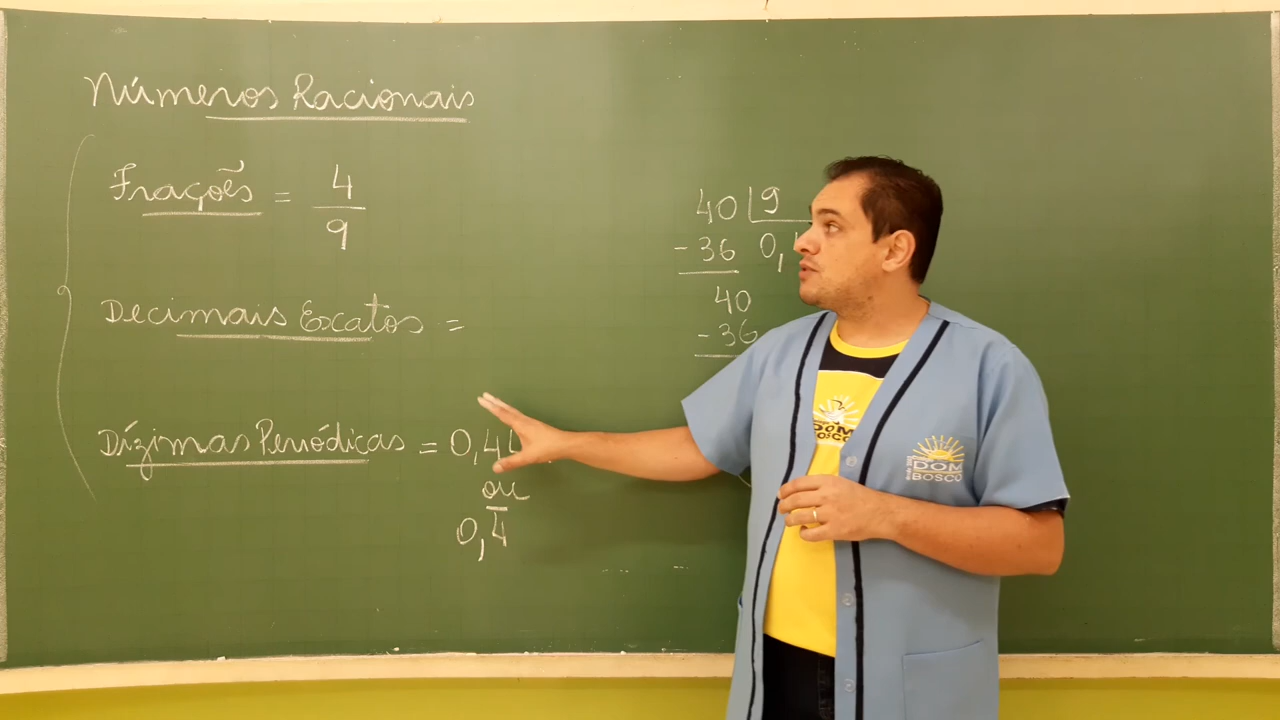 Números Racionais
Frações = 4/9
Decimais Exatos =
Dízimas Periódicas = 0,4
ou
0,4̅
40 9
-36 0,
40
-36
DOM
BOSCO
DOM
BOSCO